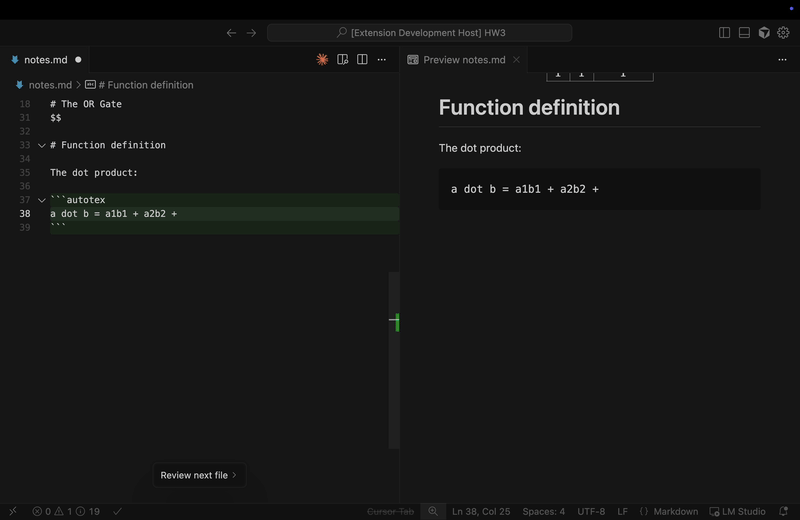 [Extension Development Host] HW3
notes.md
Preview notes.md
notes.md > # Function definition
18 # The OR Gate
31 $$
32
33 # Function definition
34
35 The dot product:
36
37 ```autotex
38 a dot b = a1b1 + a2b2 +
39 ```
Review next file >
1 1 1
Function definition
The dot product:
a dot b = a1b1 + a2b2 +
0 1 19
Cursor Tab
Ln 38, Col 25
Spaces: 4
UTF-8
LF
{} Markdown
LM Studio